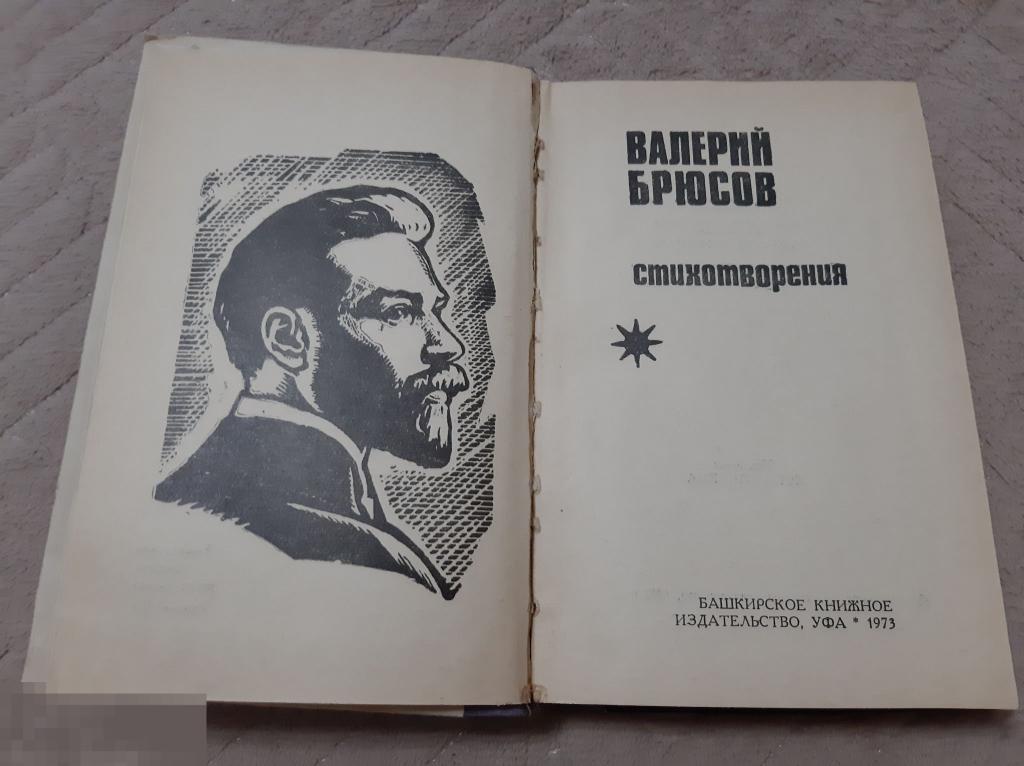 ВАЛЕРИЙ
БРЮСОВ
стихотворения
БАШКИРСКОЕ КНИЖНОЕ
ИЗДАТЕЛЬСТВО, УФА * 1973